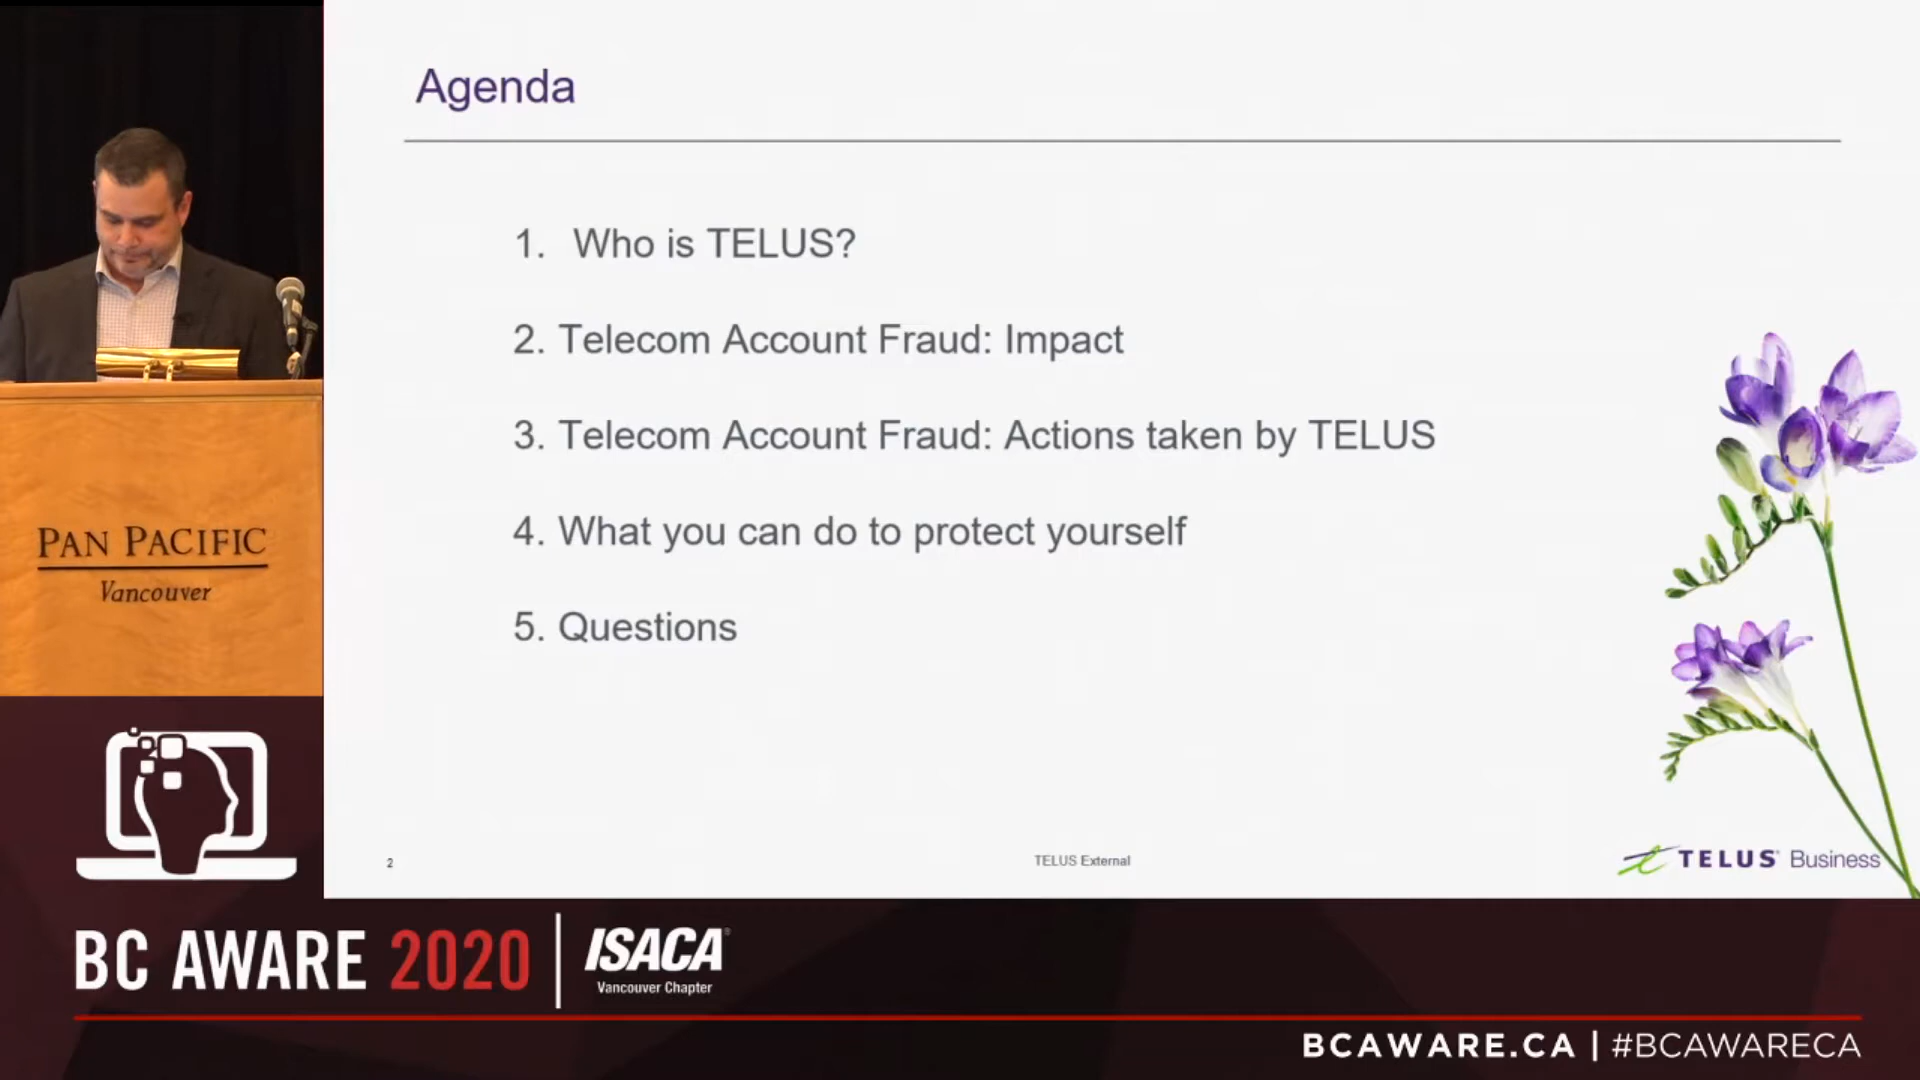 Agenda
1. Who is TELUS?
2. Telecom Account Fraud: Impact
3. Telecom Account Fraud: Actions taken by TELUS
4. What you can do to protect yourself
5. Questions
2
TELUS External
TELUS Business
PAN PACIFIC
Vancouver
BC AWARE 2020
ISACA®
Vancouver Chapter
BCAWARE.CA | #BCAWARECA